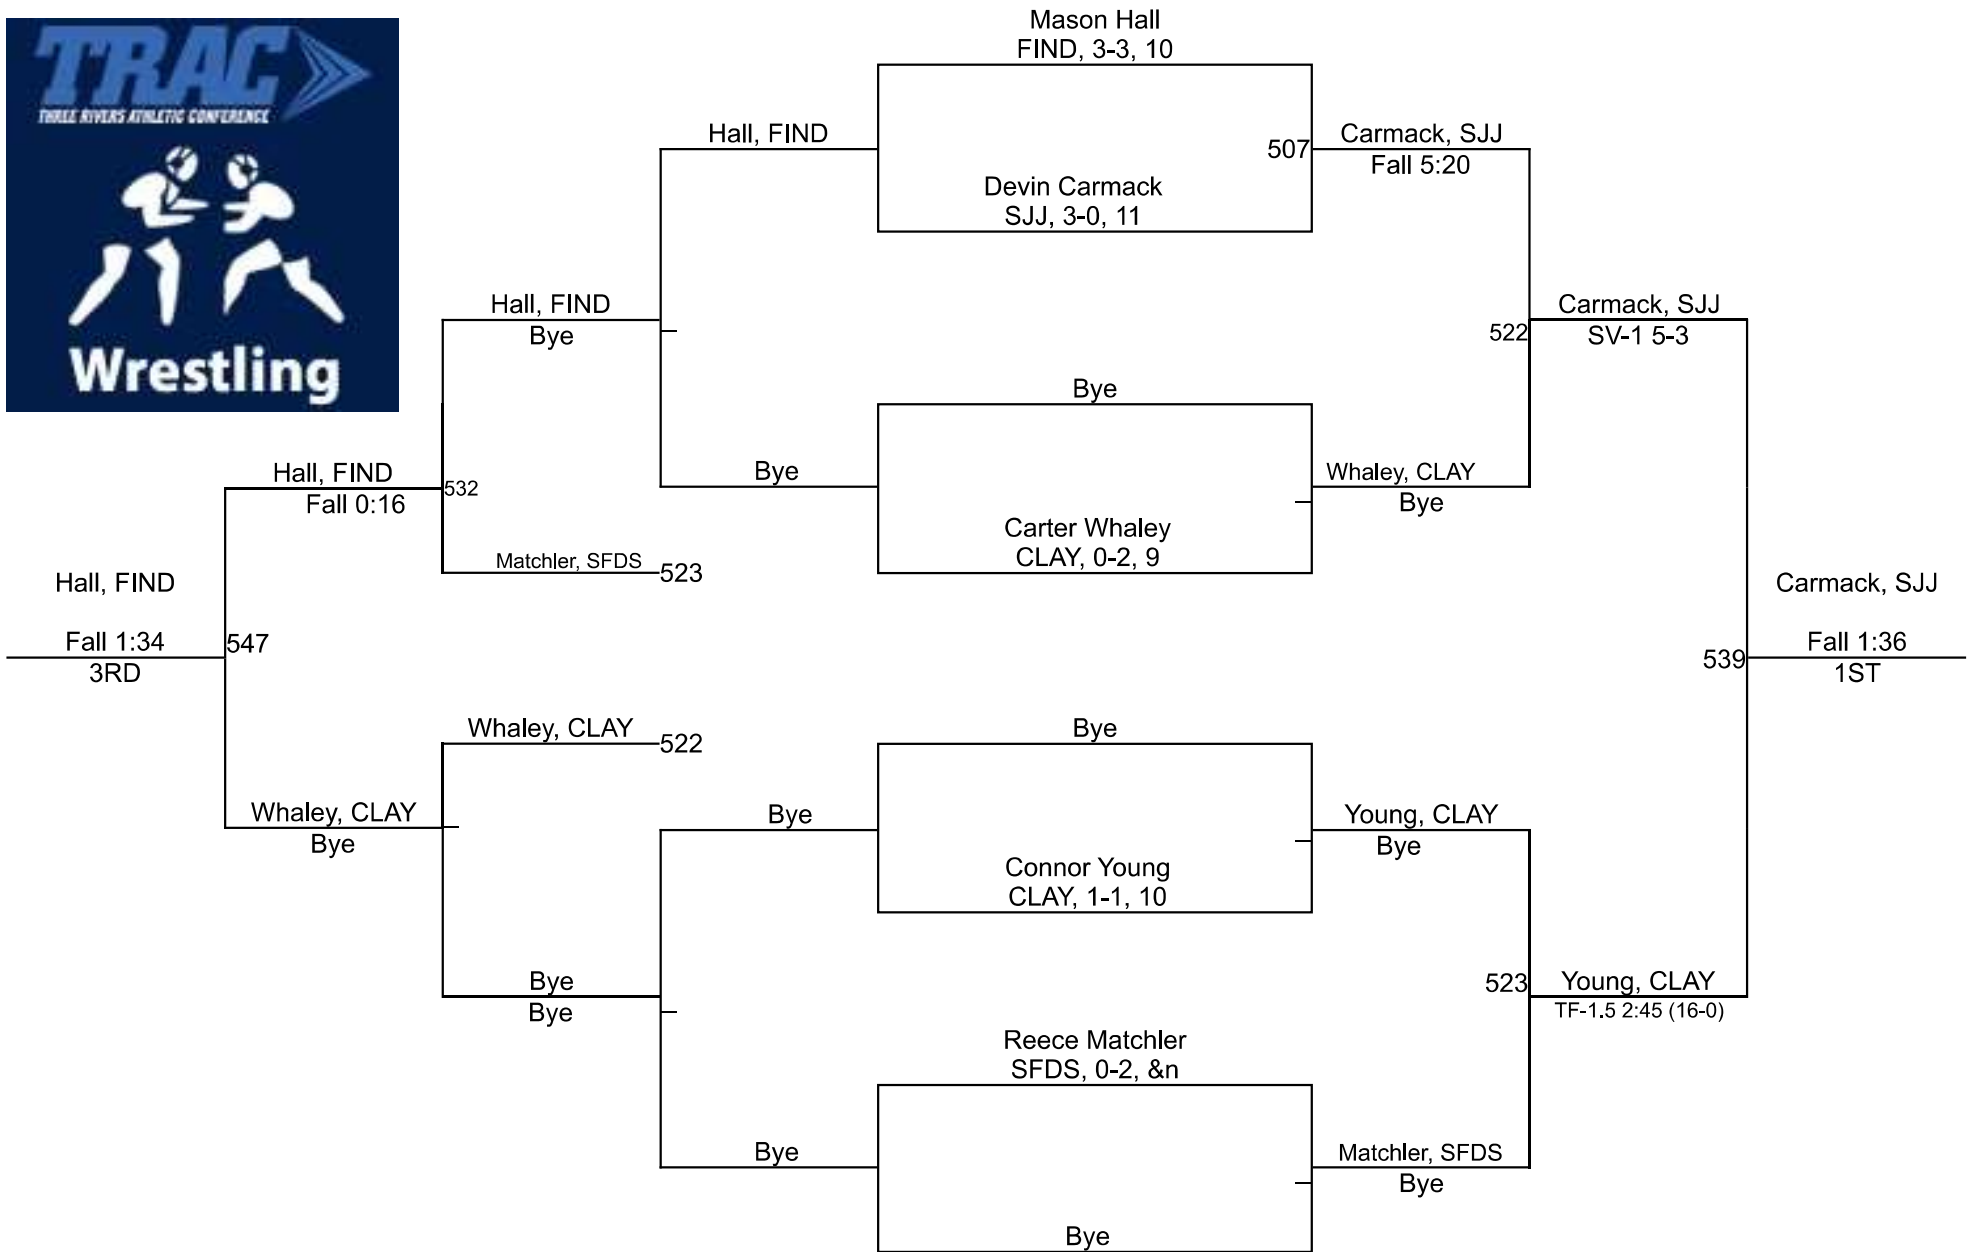 TRAC
THREE RIVERS ATHLETIC CONFERENCE
Wrestling
Mason Hall
FIND, 3-3, 10
Hall, FIND
507
Carmack, SJJ
Fall 5:20
Devin Carmack
SJJ, 3-0, 11
Hall, FIND
Bye
522
Carmack, SJJ
SV-1 5-3
Bye
Hall, FIND
Fall 0:16
532
Bye
Whaley, CLAY
Bye
Carter Whaley
CLAY, 0-2, 9
Matchler, SFDS
523
Hall, FIND
Fall 1:34
3RD
547
Carmack, SJJ
539
Fall 1:36
1ST
Whaley, CLAY
522
Bye
Whaley, CLAY
Bye
Bye
Young, CLAY
Bye
Connor Young
CLAY, 1-1, 10
Bye
Bye
523
Young, CLAY
TF-1.5 2:45 (16-0)
Reece Matchler
SFDS, 0-2, &n
Bye
Matchler, SFDS
Bye
Bye